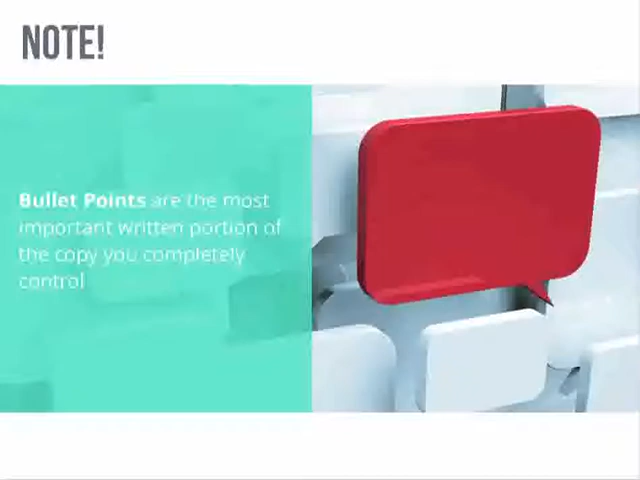 NOTE!
Bullet Points are the most
important written portion of
the copy you completely
control